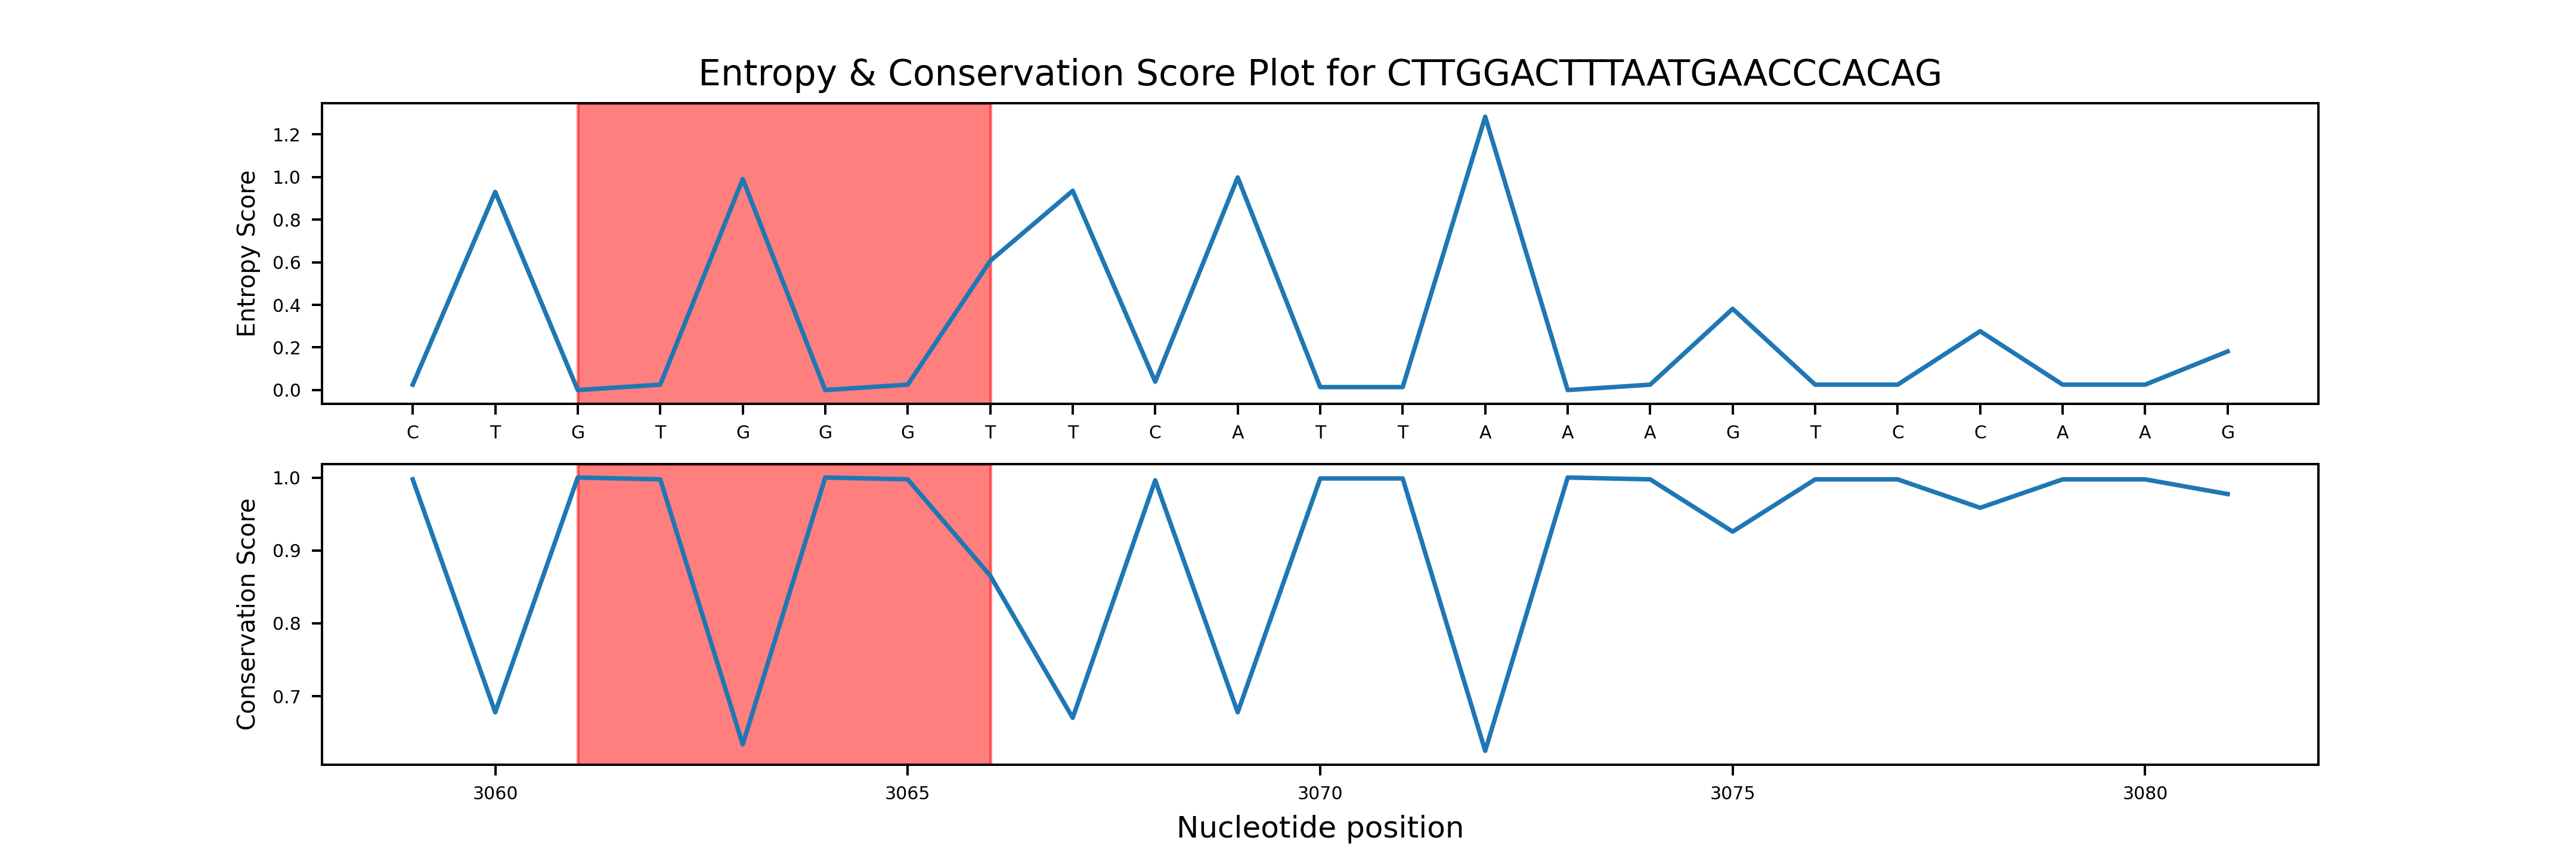 Entropy & Conservation Score Plot for CTTGGACTTTAATGAACCCACAG
Entropy Score
1.2
1.0
0.8
0.6
0.4
0.2
0.0
C T G T G G G T T C A T T A A A G T C C A A G
Conservation Score
1.0
0.9
0.8
0.7
3060 3065 3070 3075 3080
Nucleotide position